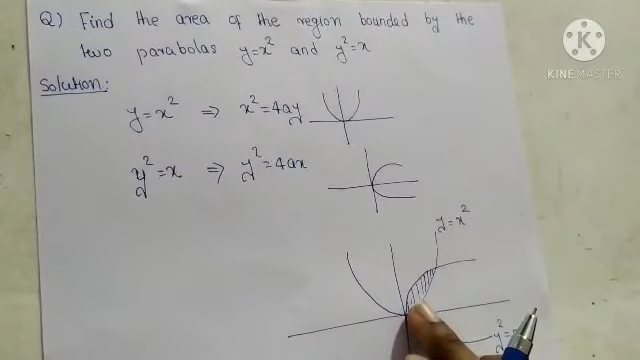 Q) Find the area of the region bounded by the
two parabolas y=x² and y²=x
Solution:
y=x² ⇒ x²=4ay
y²=x ⇒ y²=4ax
y=x²
y²=
KINEMASTER